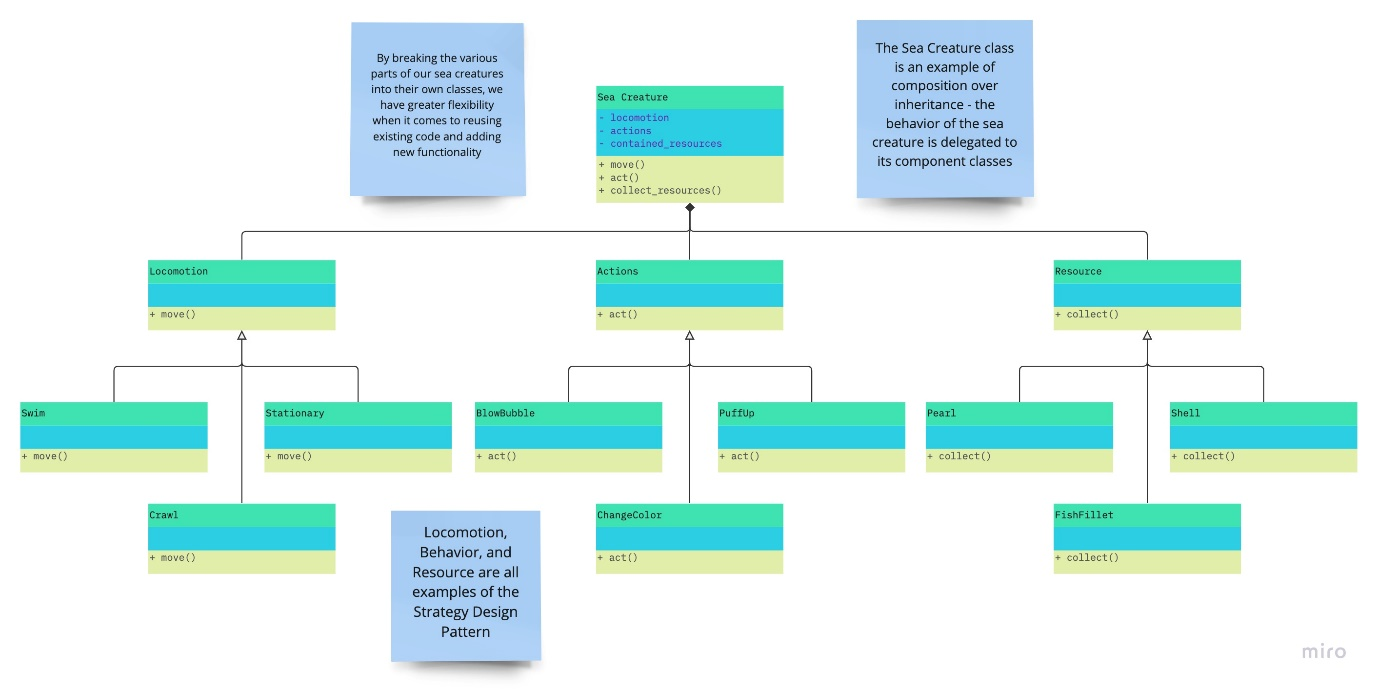 By breaking the various
parts of our sea creatures
into their own classes, we
have greater flexibility
when it comes to reusing
existing code and adding
new functionality
The Sea Creature class
is an example of
composition over
inheritance - the
behavior of the sea
creature is delegated to
its component classes
Sea Creature
- locomotion
- actions
- contained_resources
+ move()
+ act()
+ collect_resources()
Locomotion
+ move()
Actions
+ act()
Resource
+ collect()
Swim
+ move()
Stationary
+ move()
BlowBubble
+ act()
PuffUp
+ act()
Pearl
+ collect()
Shell
+ collect()
Crawl
+ move()
ChangeColor
+ act()
FishFillet
+ collect()
Locomotion,
Behavior, and
Resource are all
examples of the
Strategy Design
Pattern
miro